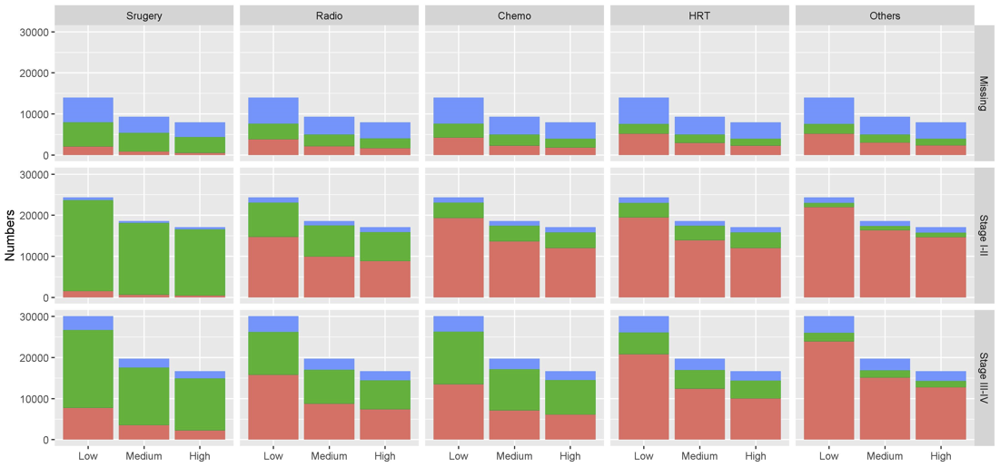 Srugery Radio Chemo HRT Others
Numbers
30000
20000
10000
0
Missing
30000
20000
10000
0
Stage I-II
30000
20000
10000
0
Stage III-IV
Low Medium High Low Medium High Low Medium High Low Medium High Low Medium High